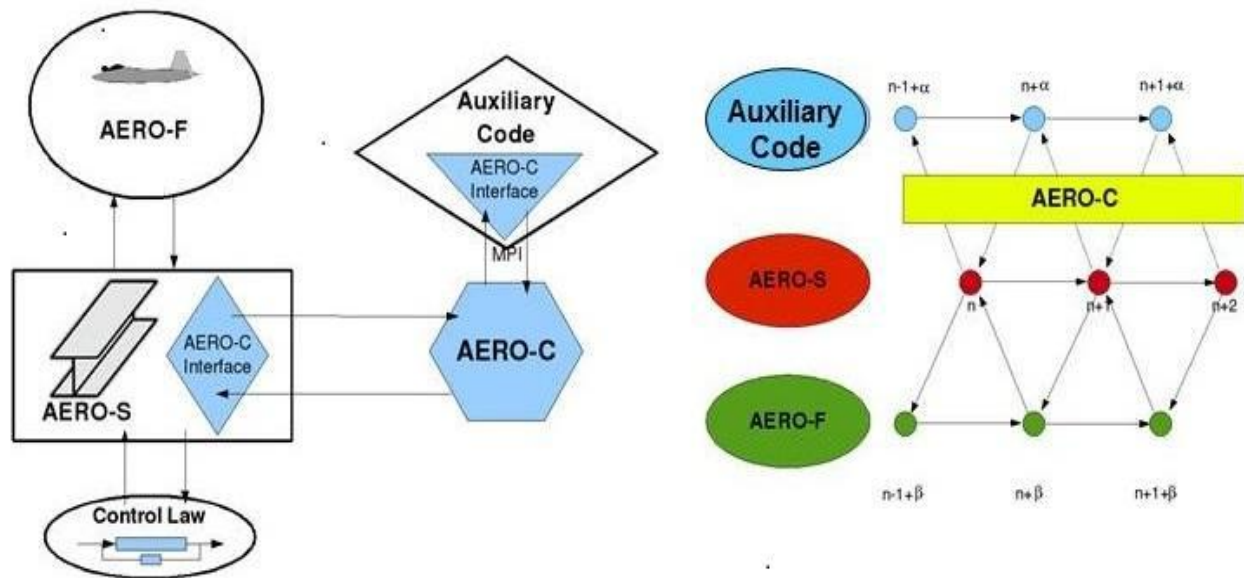 AERO-F
Auxiliary
Code
AERO-C
Interface
MPI
AERO-S
AERO-C
Interface
AERO-C
Control Law
Auxiliary
Code
n-1+α
n+α
n+1+α
AERO-C
AERO-S
n
n+1
n+2
AERO-F
n-1+β
n+β
n+1+β